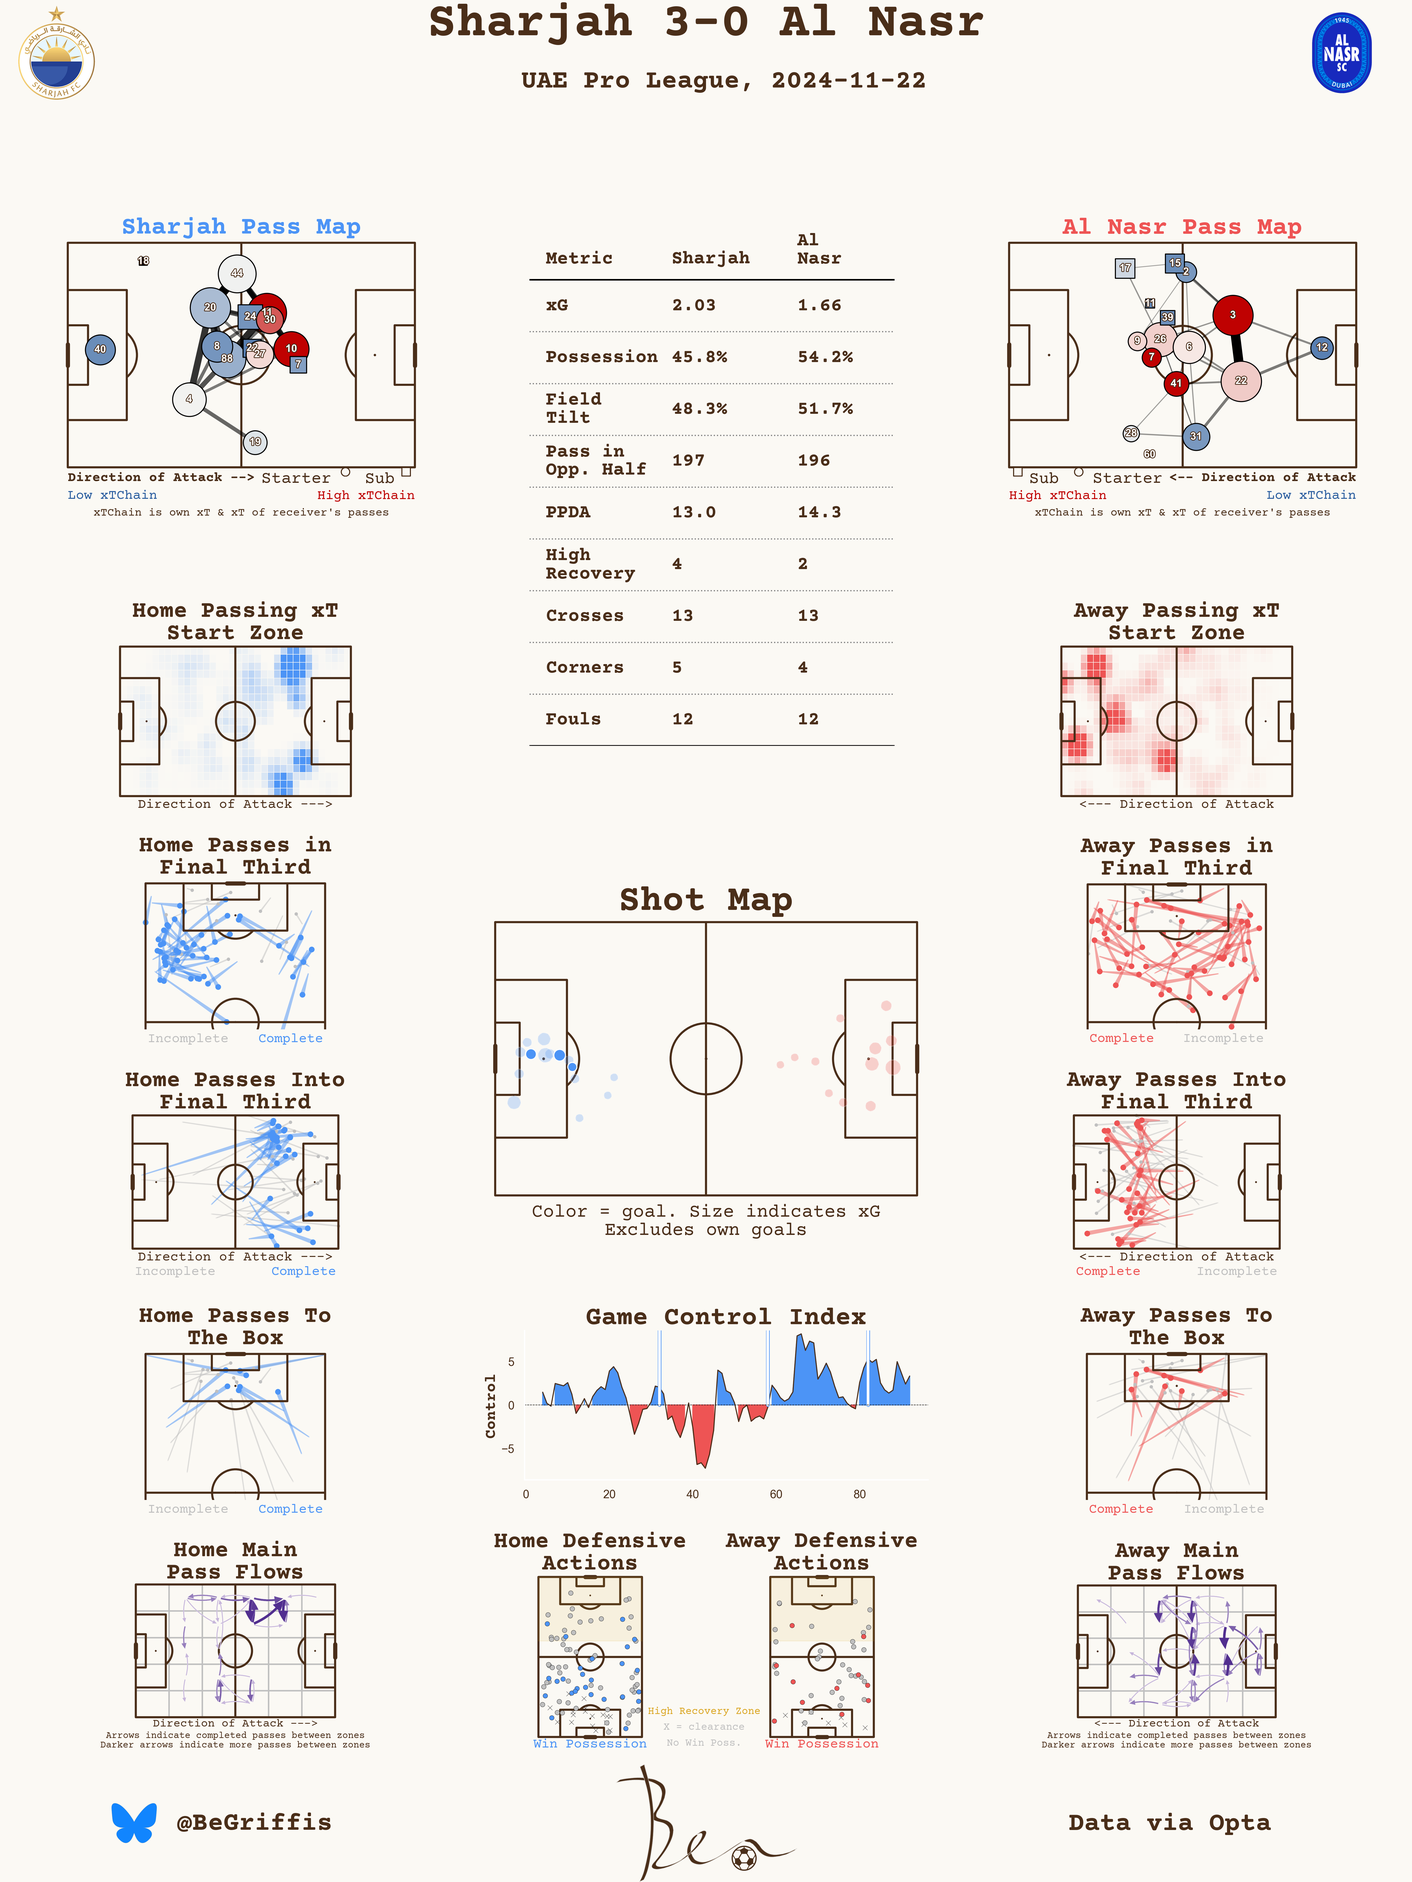 Sharjah 3-0 Al Nasr
UAE Pro League, 2024-11-22
نادي الشارقة الرياضي
SHARJAH FC
1945
AL
NASR
SC
DUBAI
Sharjah Pass Map
18
44
20
24
11
30
40
8
22
88
27
10
7
4
19
Direction of Attack --> Starter Sub
Low xTChain High xTChain
xTChain is own xT & xT of receiver's passes
Metric Sharjah Al Nasr
xG 2.03 1.66
Possession 45.8% 54.2%
Field Tilt 48.3% 51.7%
Pass in Opp. Half 197 196
PPDA 13.0 14.3
High Recovery 4 2
Crosses 13 13
Corners 5 4
Fouls 12 12
Al Nasr Pass Map
17
15
2
11
39
3
9
26
6
7
12
41
22
28
31
60
Sub Starter <-- Direction of Attack
High xTChain Low xTChain
xTChain is own xT & xT of receiver's passes
Home Passing xT
Start Zone
Direction of Attack --->
Away Passing xT
Start Zone
<--- Direction of Attack
Home Passes in
Final Third
Incomplete Complete
Away Passes in
Final Third
Complete Incomplete
Shot Map
Color = goal. Size indicates xG
Excludes own goals
Home Passes Into
Final Third
Direction of Attack --->
Incomplete Complete
Away Passes Into
Final Third
<--- Direction of Attack
Complete Incomplete
Home Passes To
The Box
Incomplete Complete
Game Control Index
Control
5
0
−5
0 20 40 60 80
Away Passes To
The Box
Complete Incomplete
Home Main
Pass Flows
Direction of Attack --->
Arrows indicate completed passes between zones
Darker arrows indicate more passes between zones
Home Defensive
Actions
Win Possession
High Recovery Zone
X = clearance
No Win Poss.
Away Defensive
Actions
Win Possession
Away Main
Pass Flows
<--- Direction of Attack
Arrows indicate completed passes between zones
Darker arrows indicate more passes between zones
@BeGriffis
Ben
Data via Opta